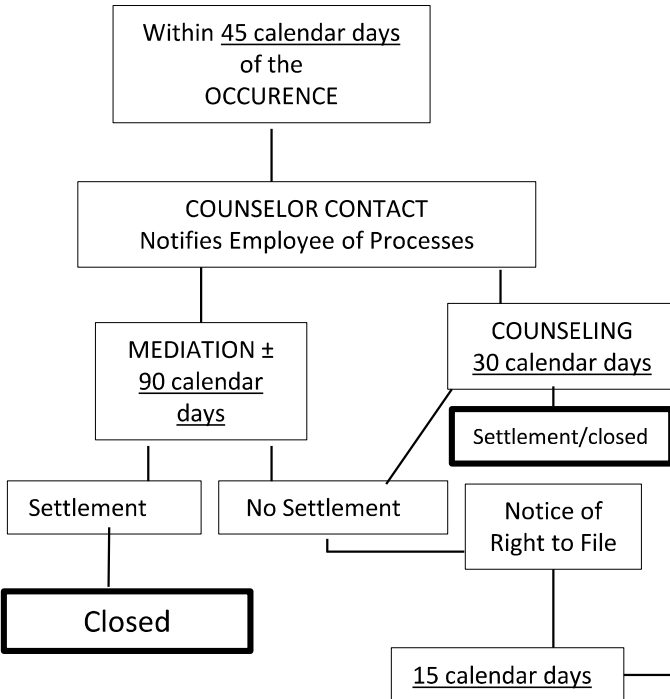 Within 45 calendar days
of the
OCCURENCE
COUNSELOR CONTACT
Notifies Employee of Processes
MEDIATION ±
90 calendar
days
COUNSELING
30 calendar days
Settlement/closed
Settlement
No Settlement
Notice of
Right to File
Closed
15 calendar days